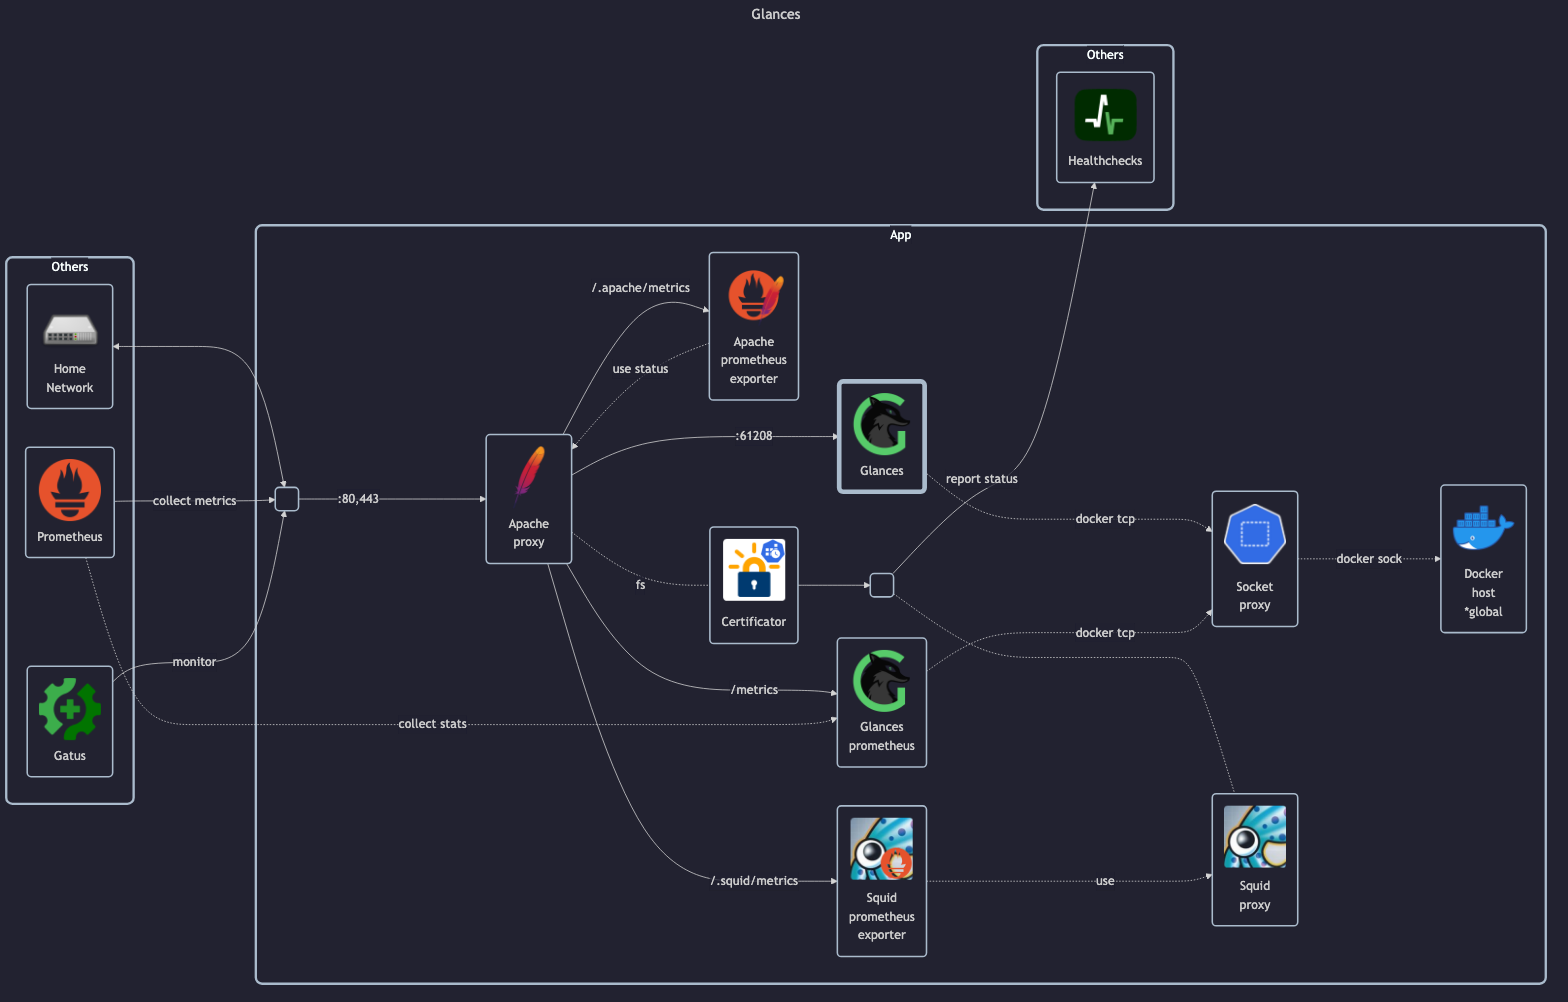 Glances
Others
Healthchecks
App
Others
Home
Network
Prometheus
Gatus
collect metrics
monitor
collect stats
:80,443
Apache
proxy
/.apache/metrics
use status
Apache
prometheus
exporter
:61208
Glances
fs
Certificator
report status
/metrics
Glances
prometheus
/.squid/metrics
Squid
prometheus
exporter
docker tcp
docker tcp
Socket
proxy
docker sock
Docker
host
*global
use
Squid
proxy